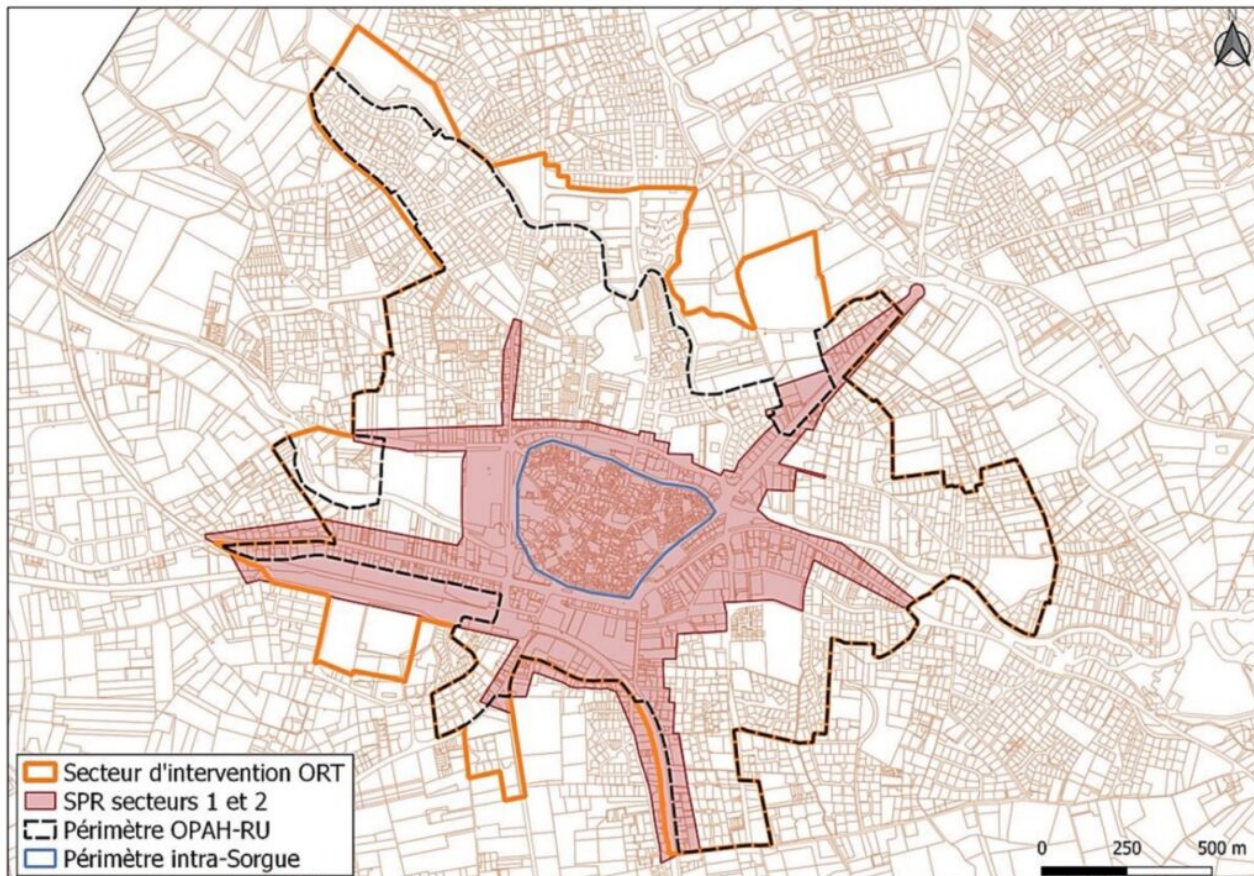 N
Secteur d'intervention ORT
SPR secteurs 1 et 2
Périmètre OPAH-RU
Périmètre intra-Sorgue
0 250 500 m